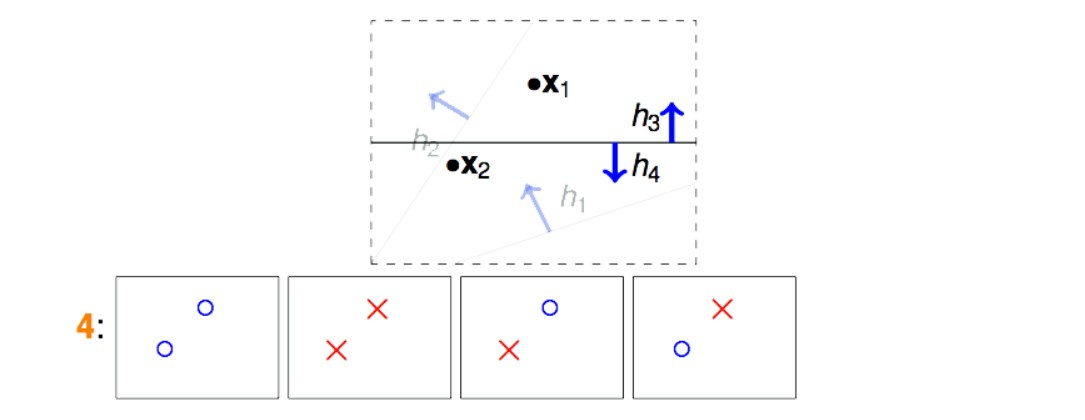 x₁
h₃
h₂
x₂
h₄
h₁
4: